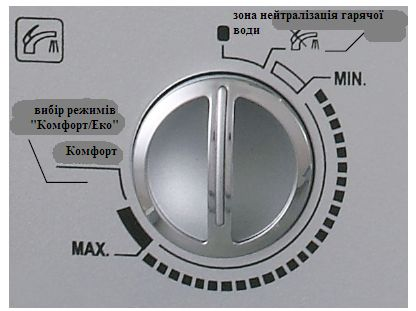 зона нейтралізація гарячої
води
MIN.
вибір режимів
"Комфорт/Еко"
Комфорт
MAX.